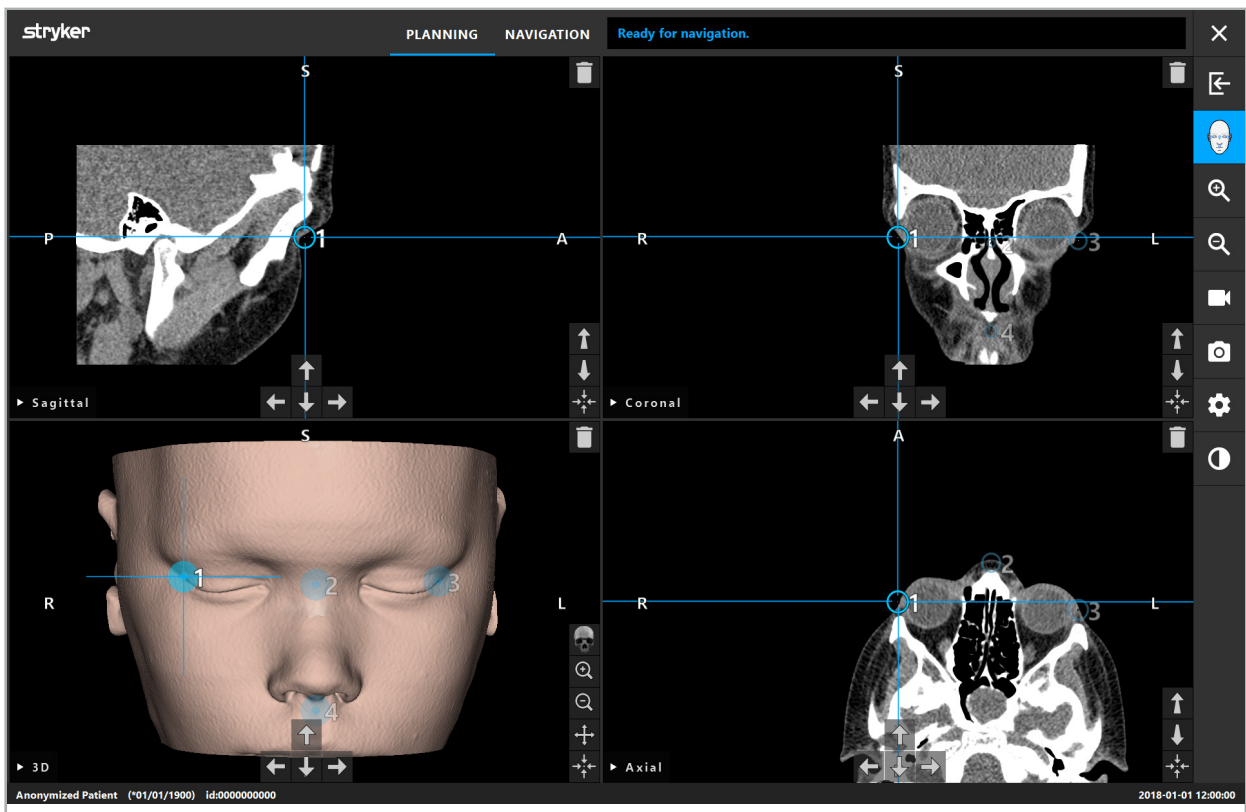 stryker
PLANNING NAVIGATION Ready for navigation.
S
P A
1
Sagittal
S
R L
1 2 3
4
Coronal
S
R L
1 2 3
4
3D
A
R L
2
1 3
Axial
Anonymized Patient (*01/01/1900) id:0000000000 2018-01-01 12:00:00